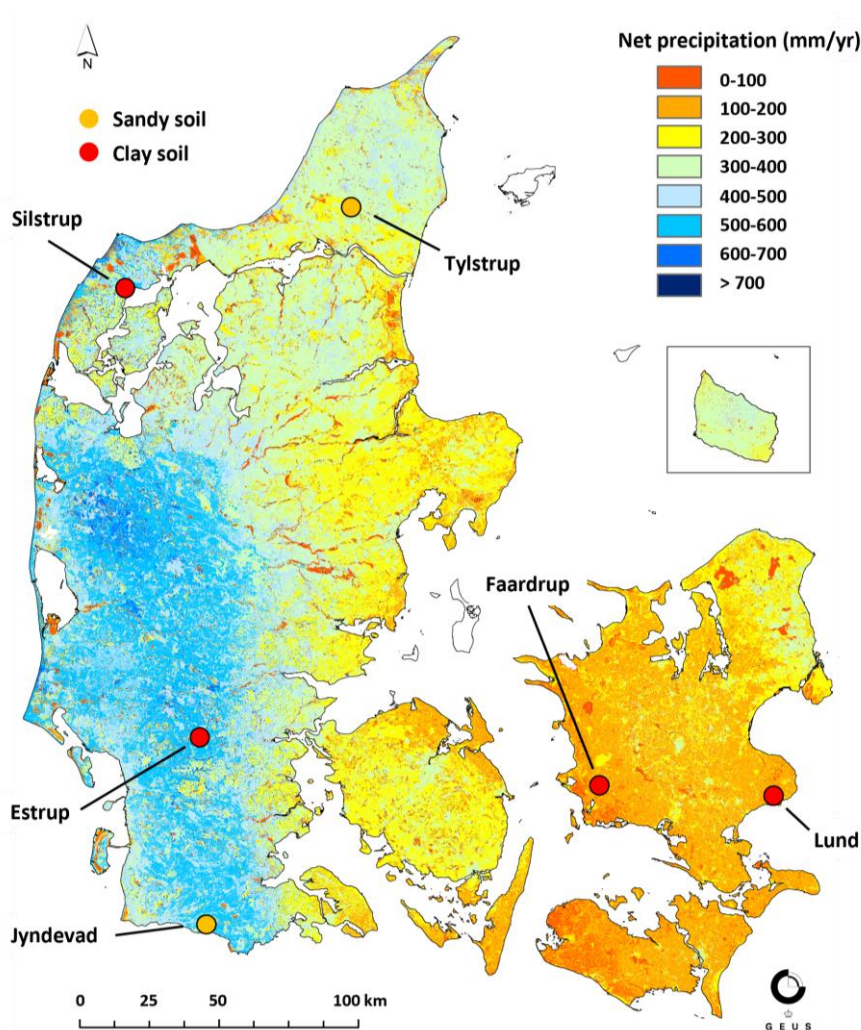 Net precipitation (mm/yr)
0-100
100-200
200-300
300-400
400-500
500-600
600-700
> 700
N
Sandy soil
Clay soil
Silstrup
Tylstrup
Faardrup
Estrup
Lund
Jyndevad
0 25 50 100 km
G E U S